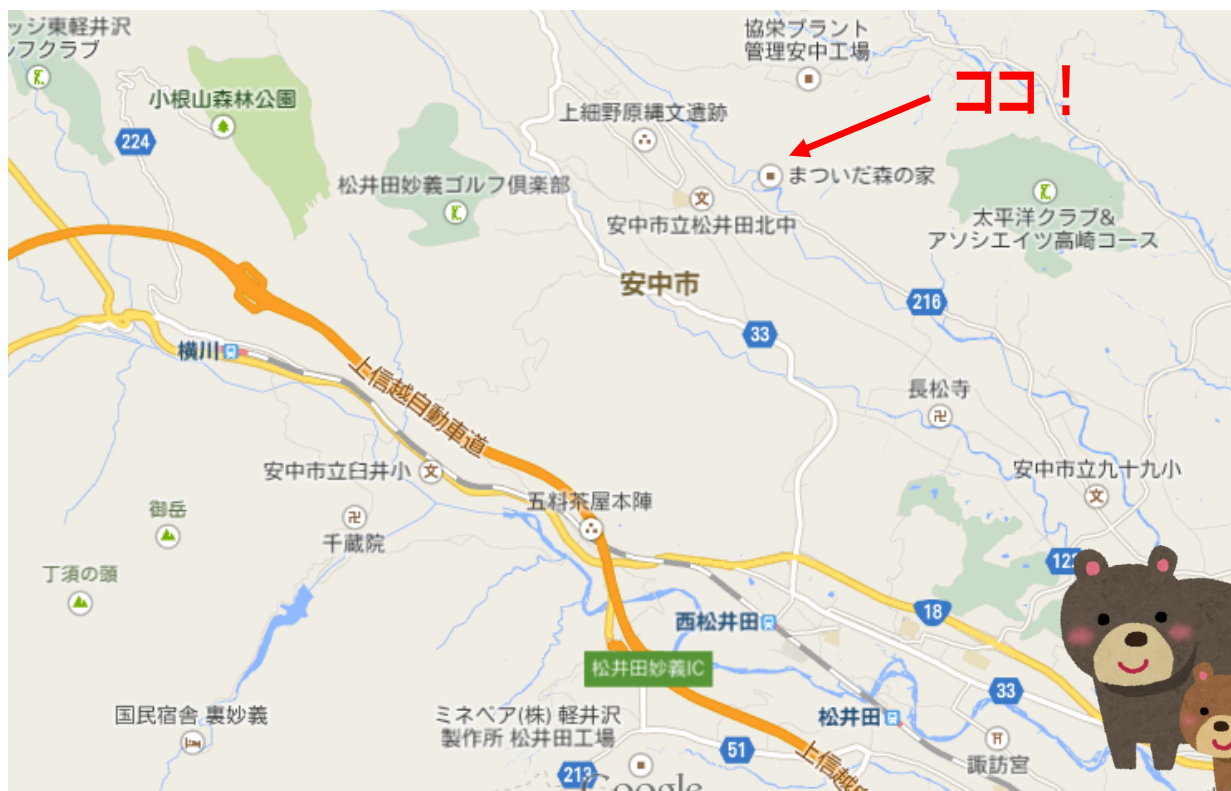 ッジ東軽井沢
ルフクラブ
協栄プラント
管理安中工場
ココ！
小根山森林公園
上細野原縄文遺跡
224
松井田妙義ゴルフ倶楽部
まついだ森の家
安中市立松井田北中
太平洋クラブ&
アソシエイツ高崎コース
安中市
216
33
横川
上信越自動車道
長松寺
安中市立臼井小
安中市立九十九小
五料茶屋本陣
御岳
千蔵院
丁須の頭
122
18
西松井田
松井田妙義IC
33
国民宿舎 裏妙義
ミネベア(株) 軽井沢
製作所 松井田工場
松井田
51
諏訪宮
上信越自
213
Google